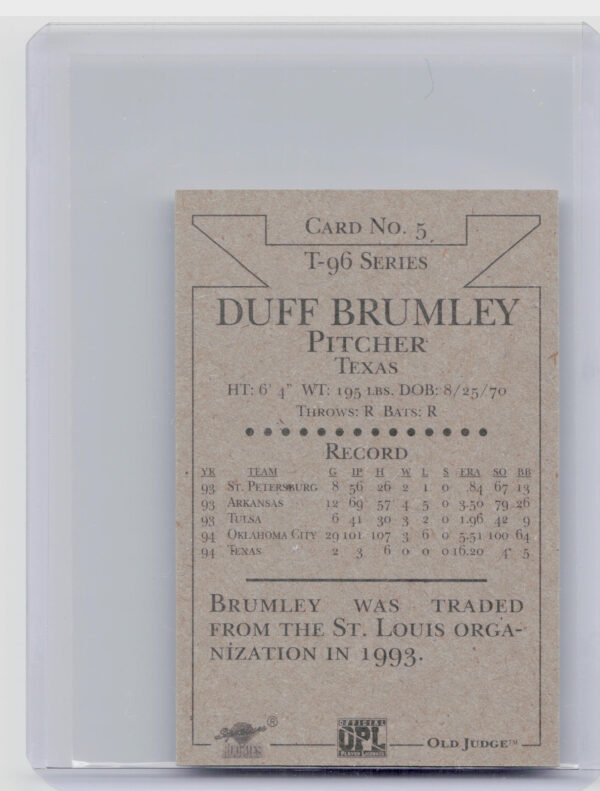 CARD NO. 5
T-96 SERIES
DUFF BRUMLEY
PITCHER
TEXAS
HT: 6' 4" WT: 195 LBS. DOB: 8/25/70
THROWS: R BATS: R
RECORD
YR TEAM G IP H W L S ERA SO BB
93 ST. PETERSBURG 8 56 26 2 1 0 .84 67 13
93 ARKANSAS 12 69 57 4 5 0 3.50 79 26
93 TULSA 6 41 30 3 2 0 1.96 42 9
94 OKLAHOMA CITY 29 101 107 3 6 0 5.51 100 64
94 TEXAS 2 3 6 0 0 0 16.20 4 5
BRUMLEY WAS TRADED
FROM THE ST. LOUIS ORGA-
NIZATION IN 1993.
®
OFFICIAL
OPL
PLAYER LICENSEE
OLD JUDGE™